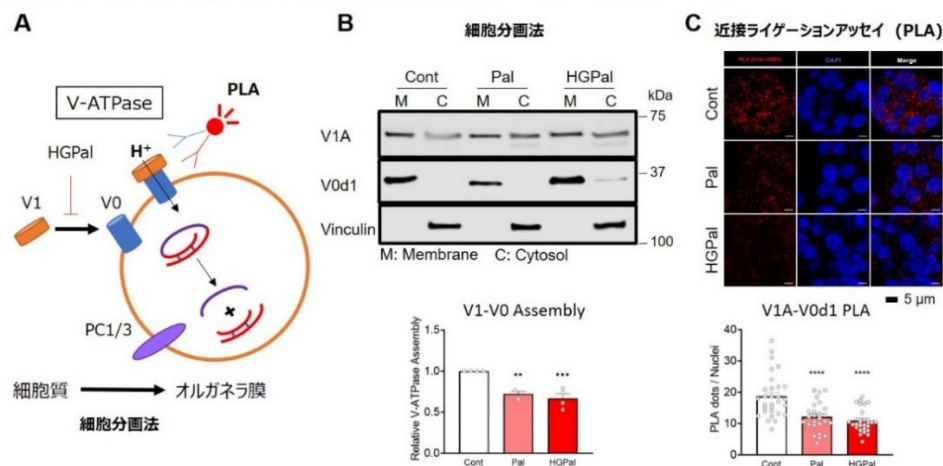 A
V-ATPase
PLA
HGPal
H⁺
V1
V0
PC1/3
細胞質
オルガネラ膜
細胞分画法
B
細胞分画法
Cont Pal HGPal
M C M C M C kDa
75
V1A
37
V0d1
Vinculin
100
M: Membrane C: Cytosol
V1-V0 Assembly
Relative V-ATPase Assembly
1.5
1.0
0.5
0.0
** ***
Cont Pal HGPal
C 近接ライゲーションアッセイ (PLA)
PLA (V1A+V0D1) DAPI Merge
Cont
Pal
HGPal
5 μm
V1A-V0d1 PLA
PLA dots / Nuclei
40
30
20
10
0
**** ****
Cont Pal HGPal